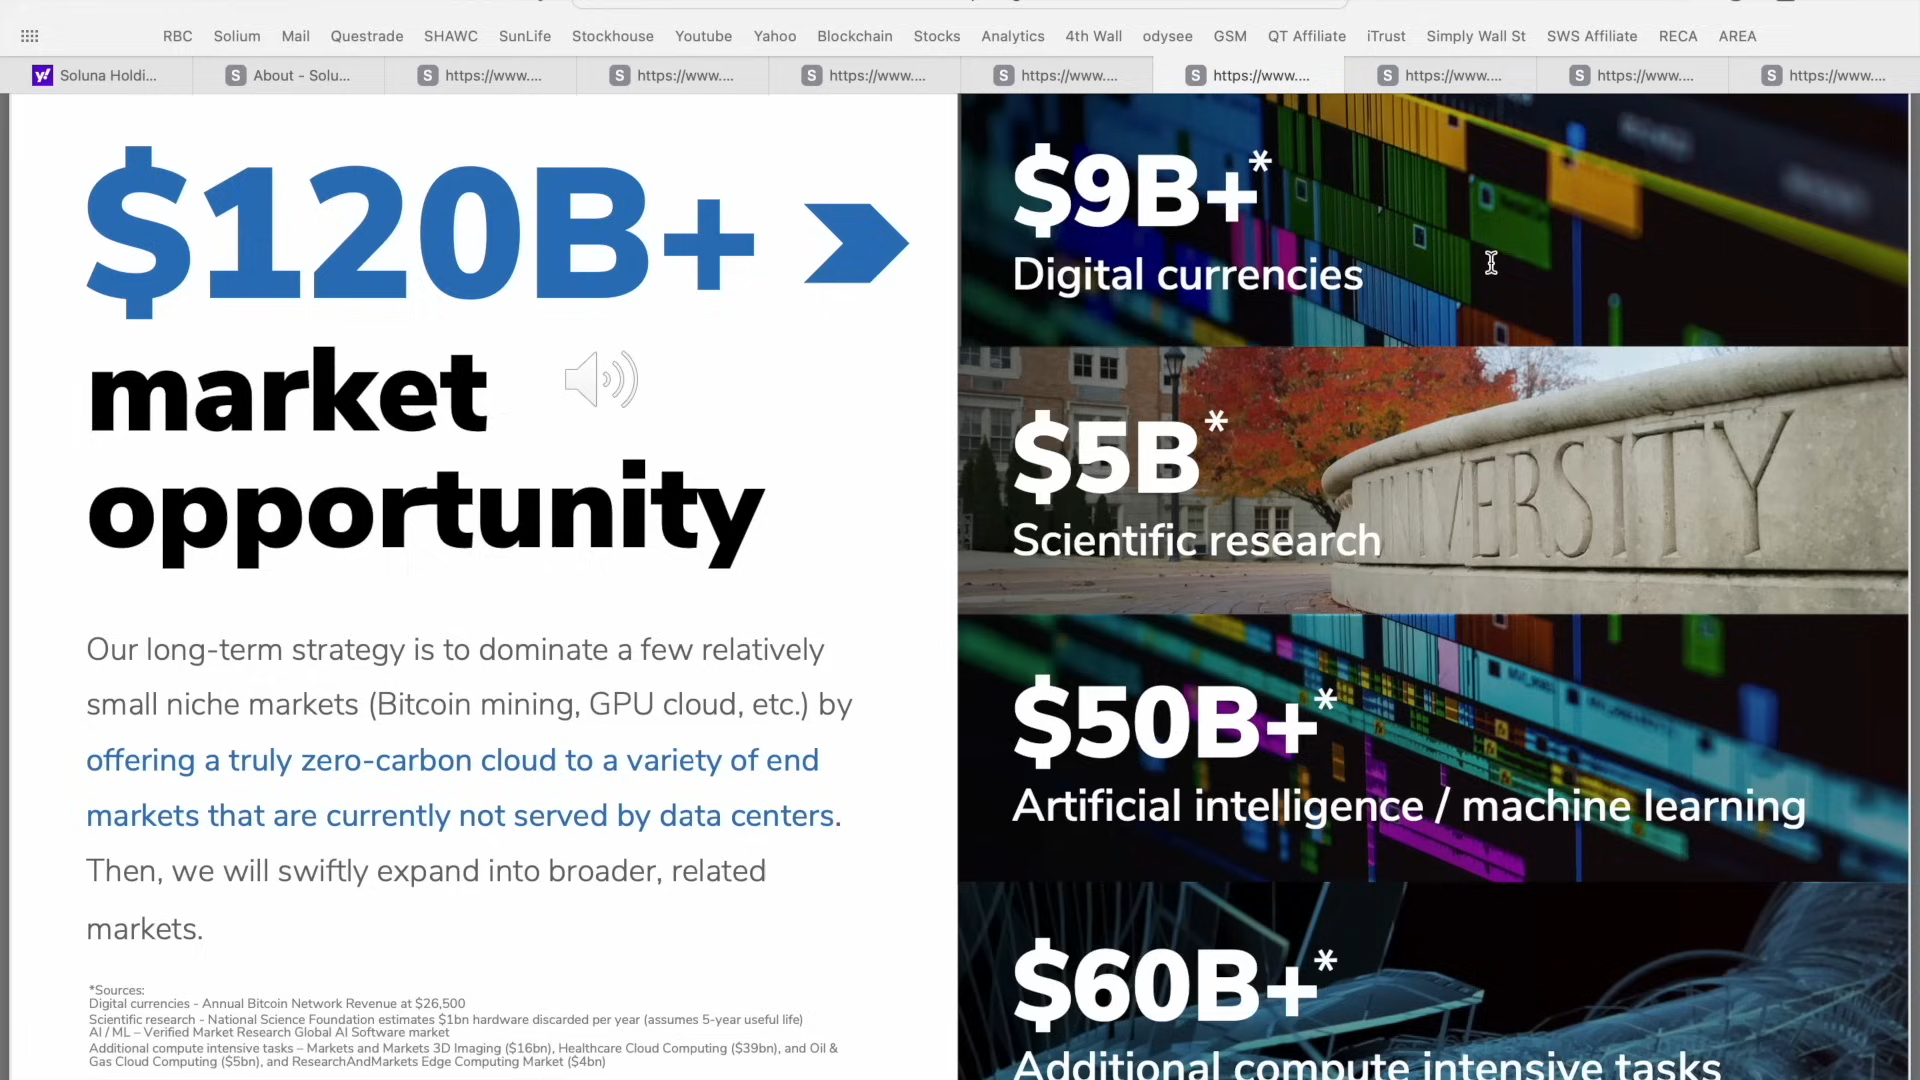 RBC Solium Mail Questrade SHAWC SunLife Stockhouse Youtube Yahoo Blockchain Stocks Analytics 4th Wall odysee GSM QT Affiliate iTrust Simply Wall St SWS Affiliate RECA AREA
y! Soluna Holdi... S About - Solu... S https://www.... S https://www.... S https://www.... S https://www.... S https://www.... S https://www.... S https://www.... S https://www....
$120B+
market
opportunity
Our long-term strategy is to dominate a few relatively
small niche markets (Bitcoin mining, GPU cloud, etc.) by
offering a truly zero-carbon cloud to a variety of end
markets that are currently not served by data centers.
Then, we will swiftly expand into broader, related
markets.
*Sources:
Digital currencies - Annual Bitcoin Network Revenue at $26,500
Scientific research - National Science Foundation estimates $1bn hardware discarded per year (assumes 5-year useful life)
AI / ML – Verified Market Research Global AI Software market
Additional compute intensive tasks – Markets and Markets 3D Imaging ($16bn), Healthcare Cloud Computing ($39bn), and Oil &
Gas Cloud Computing ($5bn), and ResearchAndMarkets Edge Computing Market ($4bn)
$9B+*
Digital currencies
$5B*
Scientific research
UNIVERSITY
$50B+*
Artificial intelligence / machine learning
$60B+*
Additional compute intensive tasks